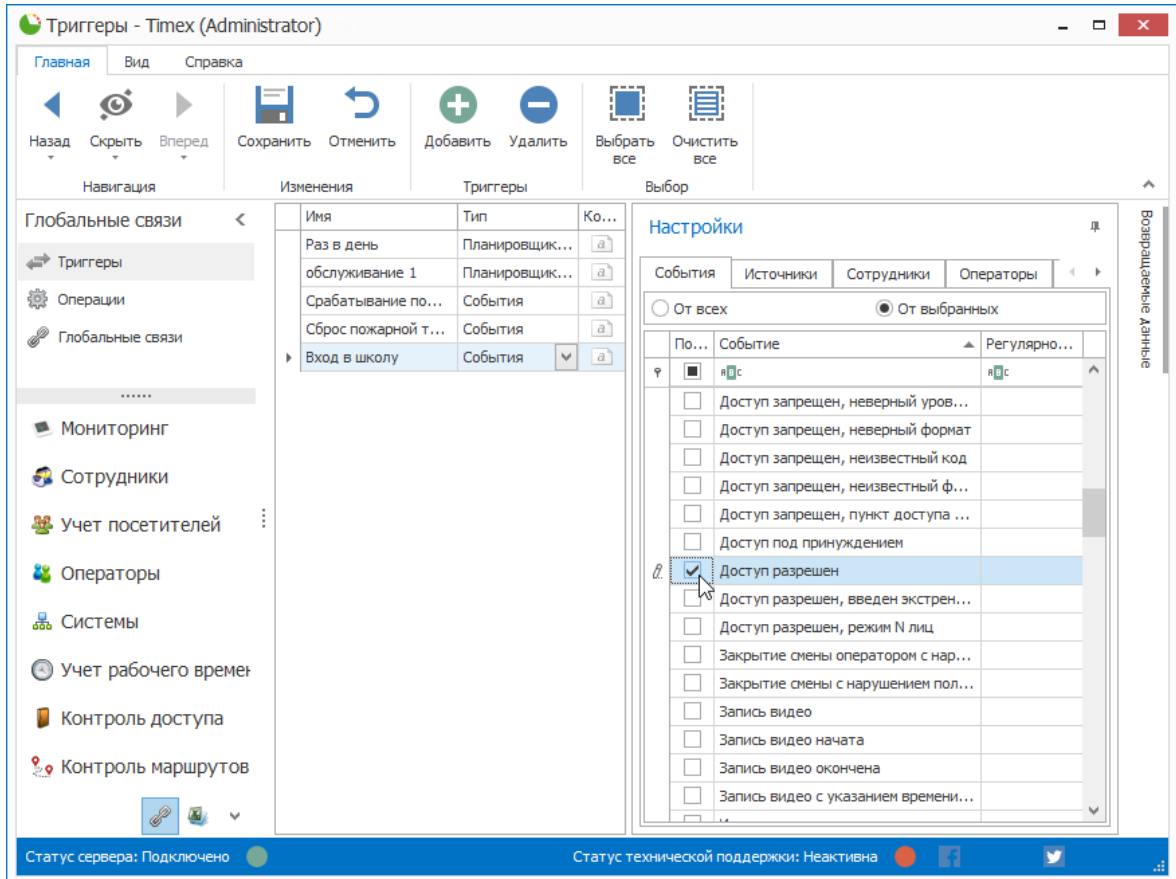 Триггеры - Timex (Administrator)
Главная Вид Справка
Назад Скрыть Вперед Сохранить Отменить Добавить Удалить Выбрать все Очистить все
Навигация Изменения Триггеры Выбор
Глобальные связи
Триггеры
Операции
Глобальные связи
Мониторинг
Сотрудники
Учет посетителей
Операторы
Системы
Учет рабочего времен
Контроль доступа
Контроль маршрутов
Имя Тип Ко...
Раз в день Планировщик...
обслуживание 1 Планировщик...
Срабатывание по... События
Сброс пожарной т... События
Вход в школу События
Настройки
События Источники Сотрудники Операторы
От всех От выбранных
По... Событие Регулярно...
Доступ запрещен, неверный уров...
Доступ запрещен, неверный формат
Доступ запрещен, неизвестный код
Доступ запрещен, неизвестный ф...
Доступ запрещен, пункт доступа ...
Доступ под принуждением
Доступ разрешен
Доступ разрешен, введен экстрен...
Доступ разрешен, режим N лиц
Закрытие смены оператором с нар...
Закрытие смены с нарушением пол...
Запись видео
Запись видео начата
Запись видео окончена
Запись видео с указанием времени...
Возвращаемые данные
Статус сервера: Подключено Статус технической поддержки: Неактивна